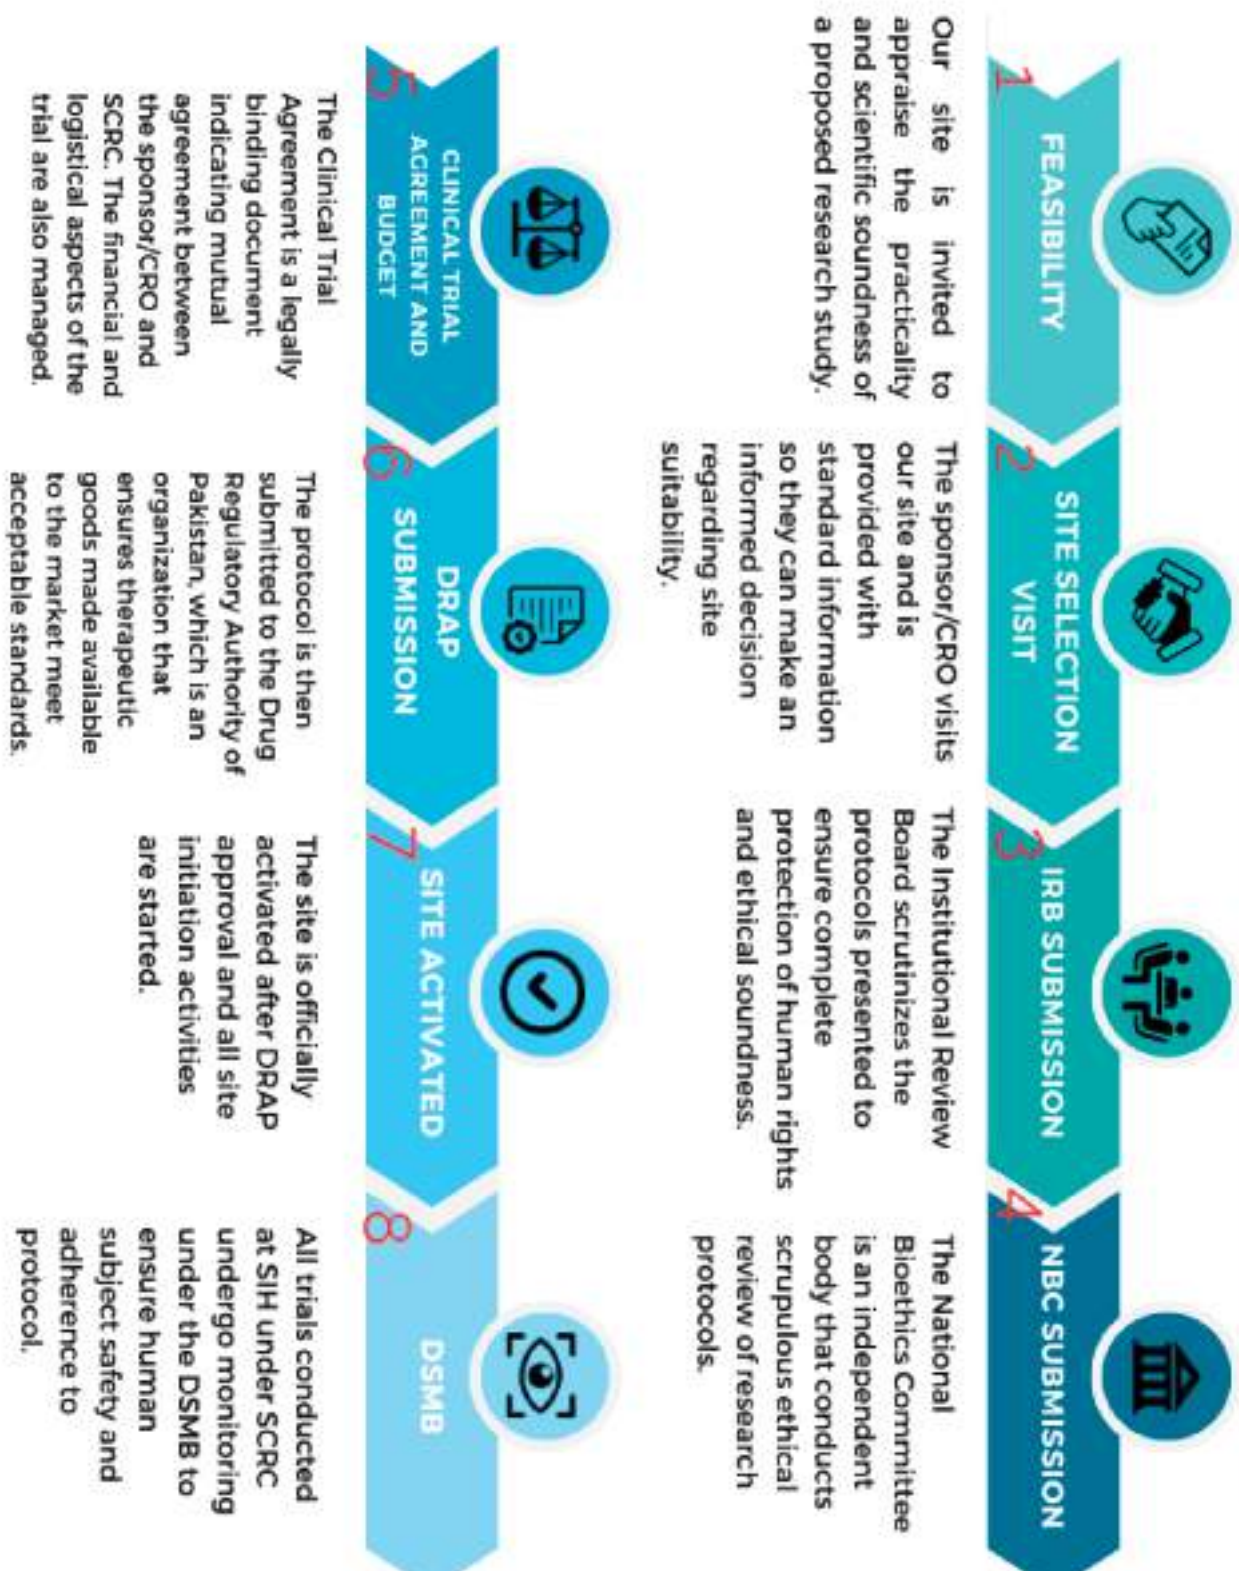 1
FEASIBILITY
Our site is invited to
appraise the practicality
and scientific soundness of
a proposed research study.
2
SITE SELECTION
VISIT
The sponsor/CRO visits
our site and is
provided with
standard information
so they can make an
informed decision
regarding site
suitability.
3
IRB SUBMISSION
The Institutional Review
Board scrutinizes the
protocols presented to
ensure complete
protection of human rights
and ethical soundness.
4
NBC SUBMISSION
The National
Bioethics Committee
is an independent
body that conducts
scrupulous ethical
review of research
protocols.
5
CLINICAL TRIAL
AGREEMENT AND
BUDGET
The Clinical Trial
Agreement is a legally
binding document
indicating mutual
agreement between
the sponsor/CRO and
SCRC. The financial and
logistical aspects of the
trial are also managed.
6
DRAP
SUBMISSION
The protocol is then
submitted to the Drug
Regulatory Authority of
Pakistan, which is an
organization that
ensures therapeutic
goods made available
to the market meet
acceptable standards.
7
SITE ACTIVATED
The site is officially
activated after DRAP
approval and all site
initiation activities
are started.
8
DSMB
All trials conducted
at SIH under SCRC
undergo monitoring
under the DSMB to
ensure human
subject safety and
adherence to
protocol.